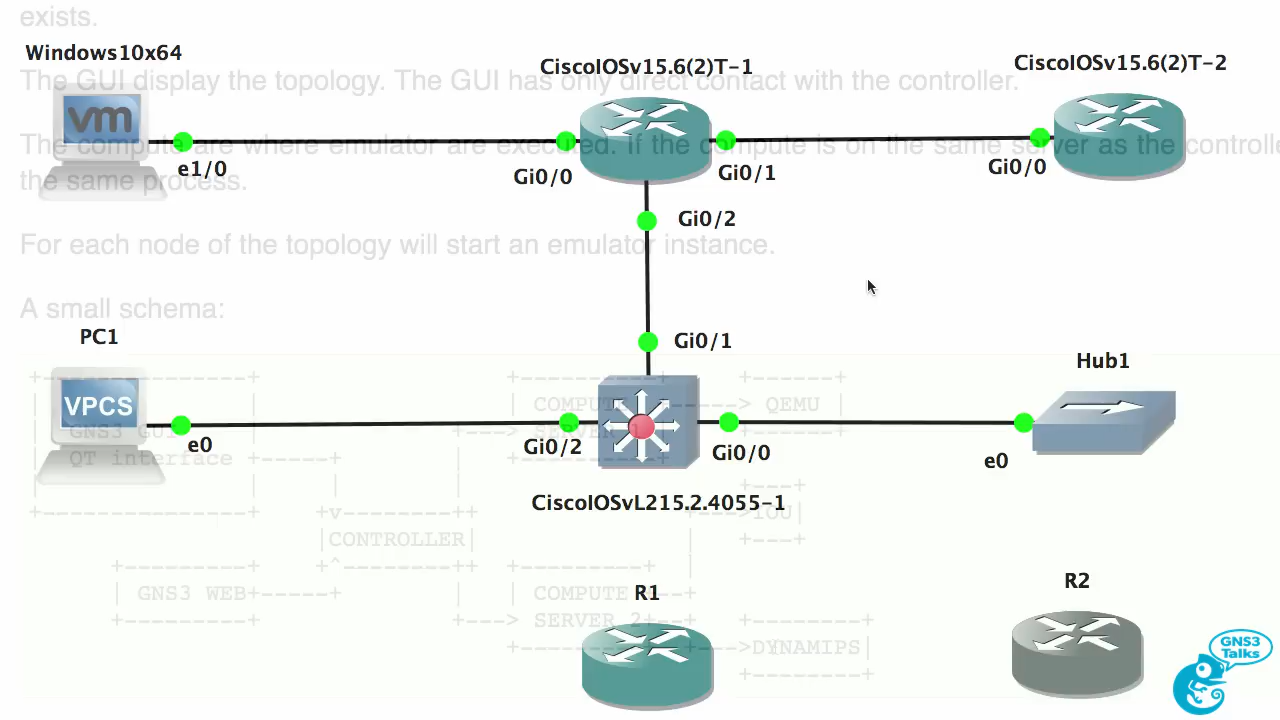 exists.
Windows10x64
CiscoIOSv15.6(2)T-1
CiscoIOSv15.6(2)T-2
The GUI display the topology. The GUI has only direct contact with the controller.
vm
The compute are where emulator are executed. If the compute is on the same server as the controlle
e1/0
Gi0/0
Gi0/1
Gi0/0
the same process.
Gi0/2
For each node of the topology will start an emulator instance.
A small schema:
PC1
Gi0/1
Hub1
VPCS
COMPUTE
QEMU
GNS3 GUI
SERVER 1
QT interface
e0
Gi0/2
Gi0/0
e0
CiscoIOSvL215.2.4055-1
IOU
CONTROLLER
R2
GNS3 WEB
COMPUTE
R1
SERVER 2
DYNAMIPS
GNS3
Talks